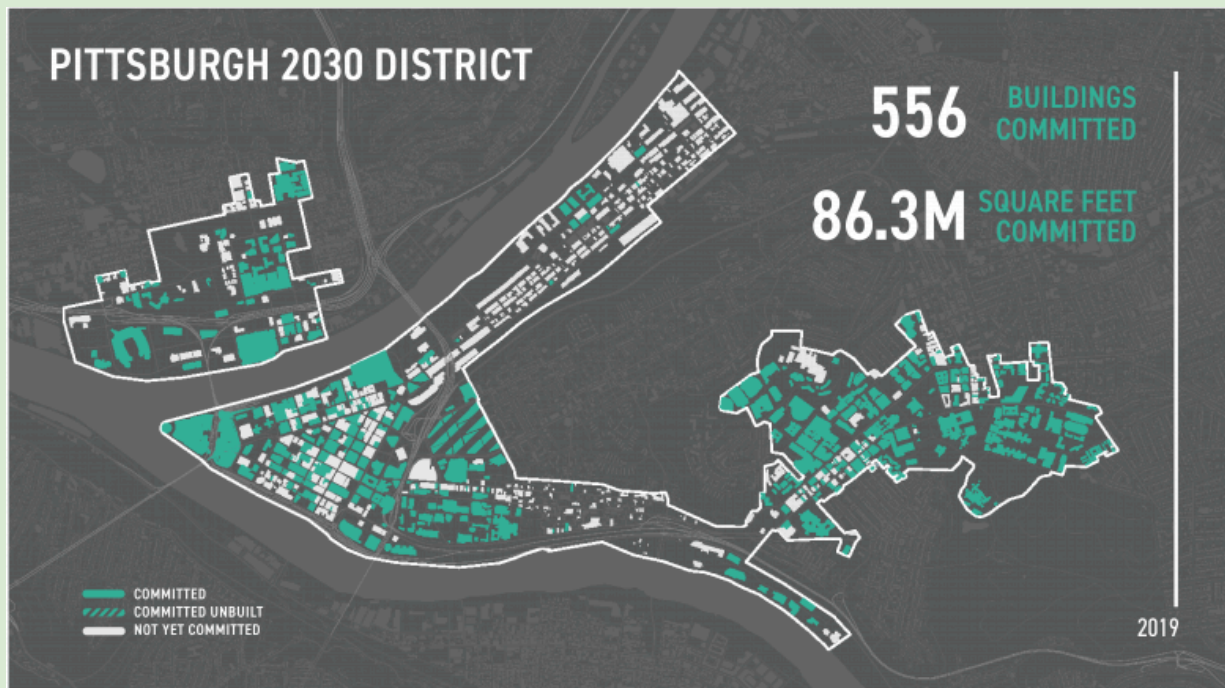 PITTSBURGH 2030 DISTRICT
556
BUILDINGS
COMMITTED
86.3M
SQUARE FEET
COMMITTED
COMMITTED
COMMITTED UNBUILT
NOT YET COMMITTED
2019